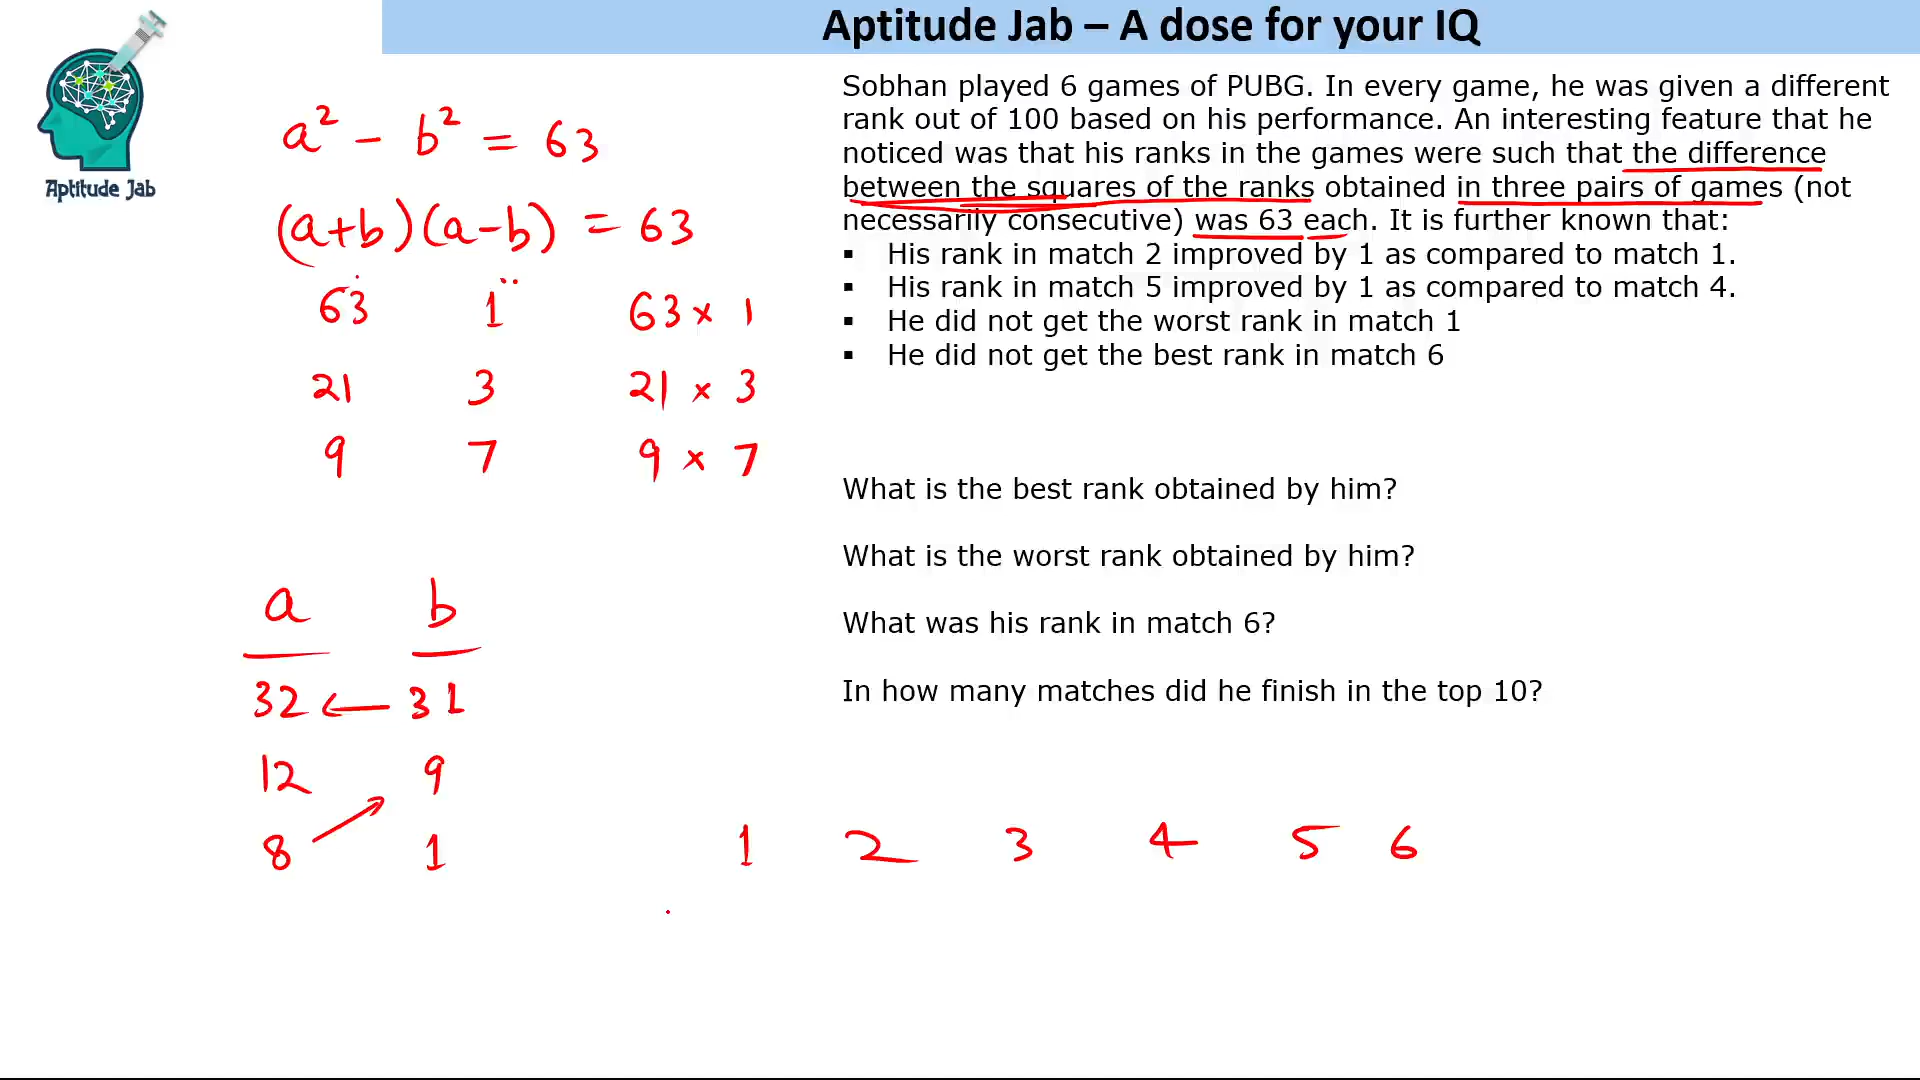 Aptitude Jab – A dose for your IQ
Aptitude Jab
Sobhan played 6 games of PUBG. In every game, he was given a different
rank out of 100 based on his performance. An interesting feature that he
noticed was that his ranks in the games were such that the difference
between the squares of the ranks obtained in three pairs of games (not
necessarily consecutive) was 63 each. It is further known that:
▪ His rank in match 2 improved by 1 as compared to match 1.
▪ His rank in match 5 improved by 1 as compared to match 4.
▪ He did not get the worst rank in match 1
▪ He did not get the best rank in match 6
What is the best rank obtained by him?
What is the worst rank obtained by him?
What was his rank in match 6?
In how many matches did he finish in the top 10?
a² - b² = 63
(a+b)(a-b) = 63
63 1 63 × 1
21 3 21 × 3
9 7 9 × 7
a b
32 ← 31
12 9
8 1
1 2 3 4 5 6